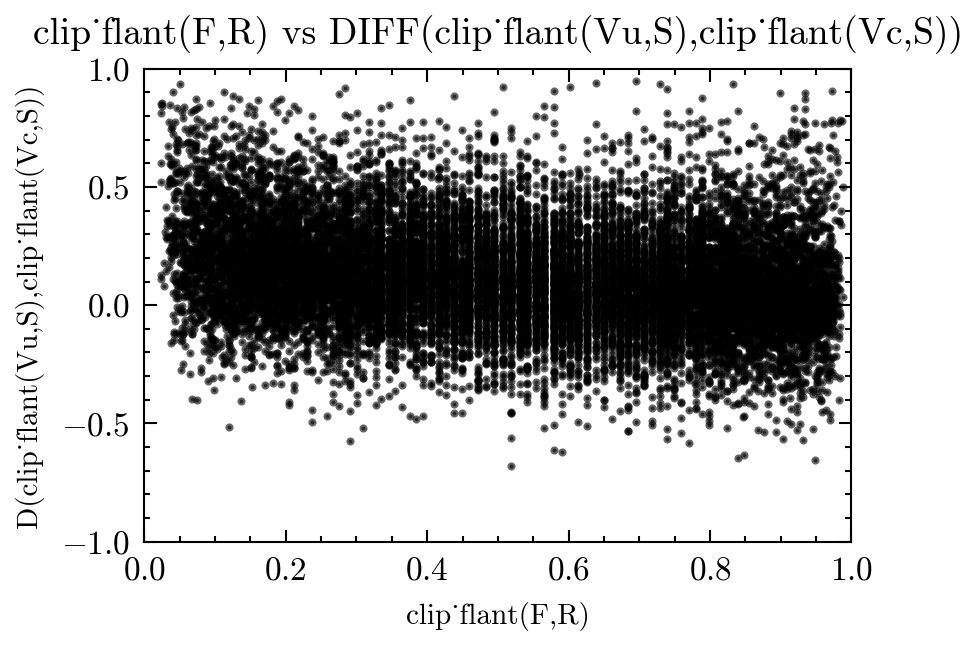 clip˙flant(F,R) vs DIFF(clip˙flant(Vu,S),clip˙flant(Vc,S))
D(clip˙flant(Vu,S),clip˙flant(Vc,S))
1.0
0.5
0.0
−0.5
−1.0
0.0 0.2 0.4 0.6 0.8 1.0
clip˙flant(F,R)